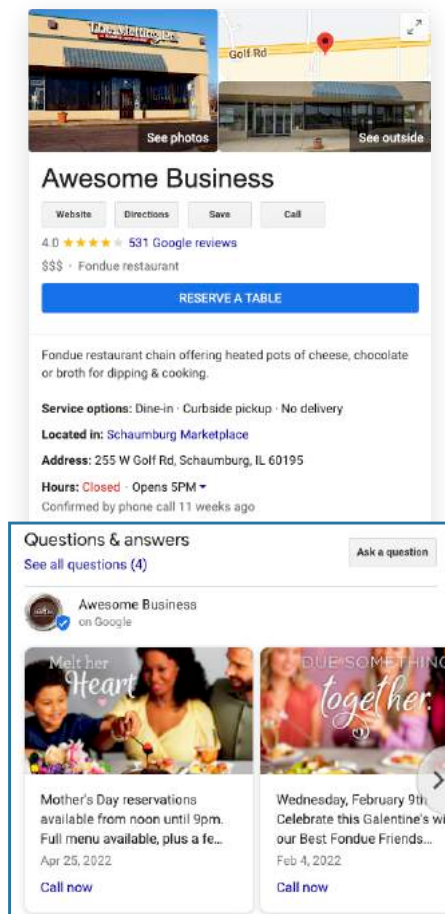 The Melting Pot
Golf Rd
See photos
See outside
Awesome Business
Website
Directions
Save
Call
4.0 ★★★★★ 531 Google reviews
$$$ · Fondue restaurant
RESERVE A TABLE
Fondue restaurant chain offering heated pots of cheese, chocolate
or broth for dipping & cooking.
Service options: Dine-in · Curbside pickup · No delivery
Located in: Schaumburg Marketplace
Address: 255 W Golf Rd, Schaumburg, IL 60195
Hours: Closed · Opens 5PM
Confirmed by phone call 11 weeks ago
Questions & answers
See all questions (4)
Ask a question
Awesome Business
on Google
Melt her
Heart
DUE SOMETHING
together.
Mother's Day reservations
available from noon until 9pm.
Full menu available, plus a fe...
Apr 25, 2022
Call now
Wednesday, February 9th
Celebrate this Galentine's wi
our Best Fondue Friends...
Feb 4, 2022
Call now